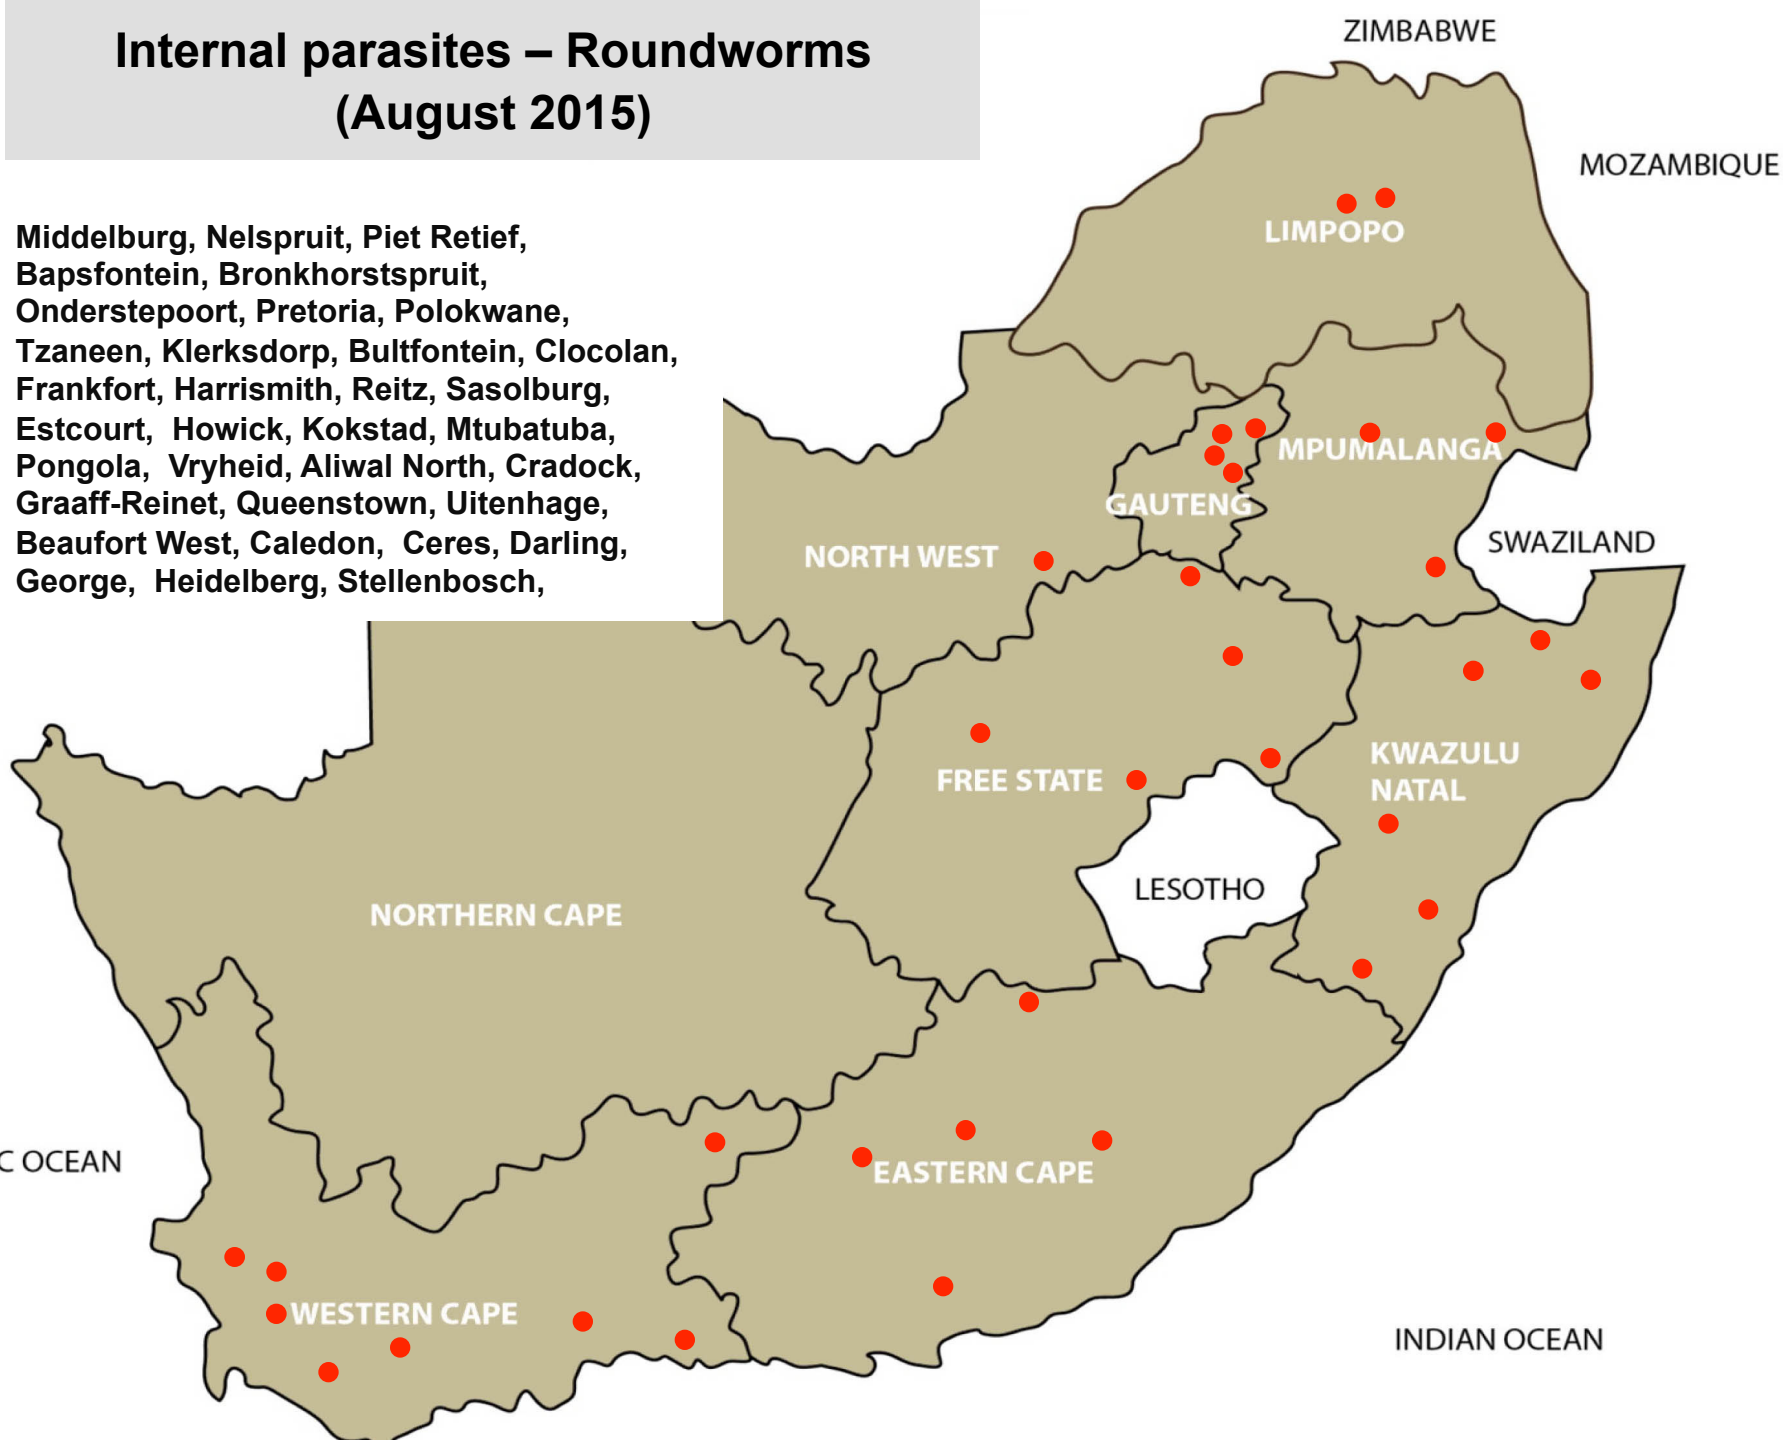 Internal parasites – Roundworms
(August 2015)
Middelburg, Nelspruit, Piet Retief,
Bapsfontein, Bronkhorstspruit,
Onderstepoort, Pretoria, Polokwane,
Tzaneen, Klerksdorp, Bultfontein, Clocolan,
Frankfort, Harrismith, Reitz, Sasolburg,
Estcourt, Howick, Kokstad, Mtubatuba,
Pongola, Vryheid, Aliwal North, Cradock,
Graaff-Reinet, Queenstown, Uitenhage,
Beaufort West, Caledon, Ceres, Darling,
George, Heidelberg, Stellenbosch,
ZIMBABWE
MOZAMBIQUE
LIMPOPO
MPUMALANGA
GAUTENG
SWAZILAND
NORTH WEST
KWAZULU
NATAL
FREE STATE
LESOTHO
NORTHERN CAPE
C OCEAN
EASTERN CAPE
WESTERN CAPE
INDIAN OCEAN